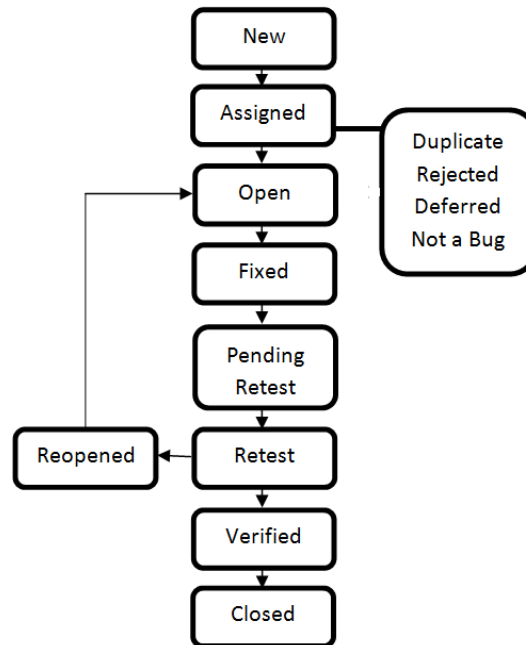 New
Assigned
Duplicate
Rejected
Deferred
Not a Bug
Open
Fixed
Pending
Retest
Reopened
Retest
Verified
Closed